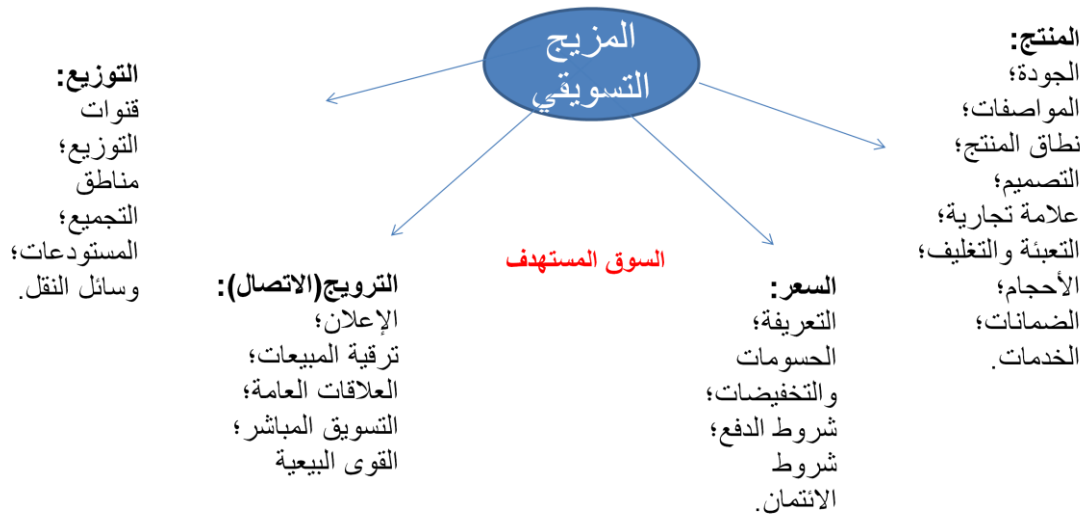 المزيج
التسويقي
المنتج:
الجودة؛
المواصفات؛
نطاق المنتج؛
التصميم؛
علامة تجارية؛
التعبئة والتغليف؛
الأحجام؛
الضمانات؛
الخدمات.
السعر:
التعريفة؛
الحسومات
والتخفيضات؛
شروط الدفع؛
شروط
الائتمان.
السوق المستهدف
الترويج(الاتصال):
الإعلان؛
ترقية المبيعات؛
العلاقات العامة؛
التسويق المباشر؛
القوى البيعية
التوزيع:
قنوات
التوزيع؛
مناطق
التجميع؛
المستودعات؛
وسائل النقل.